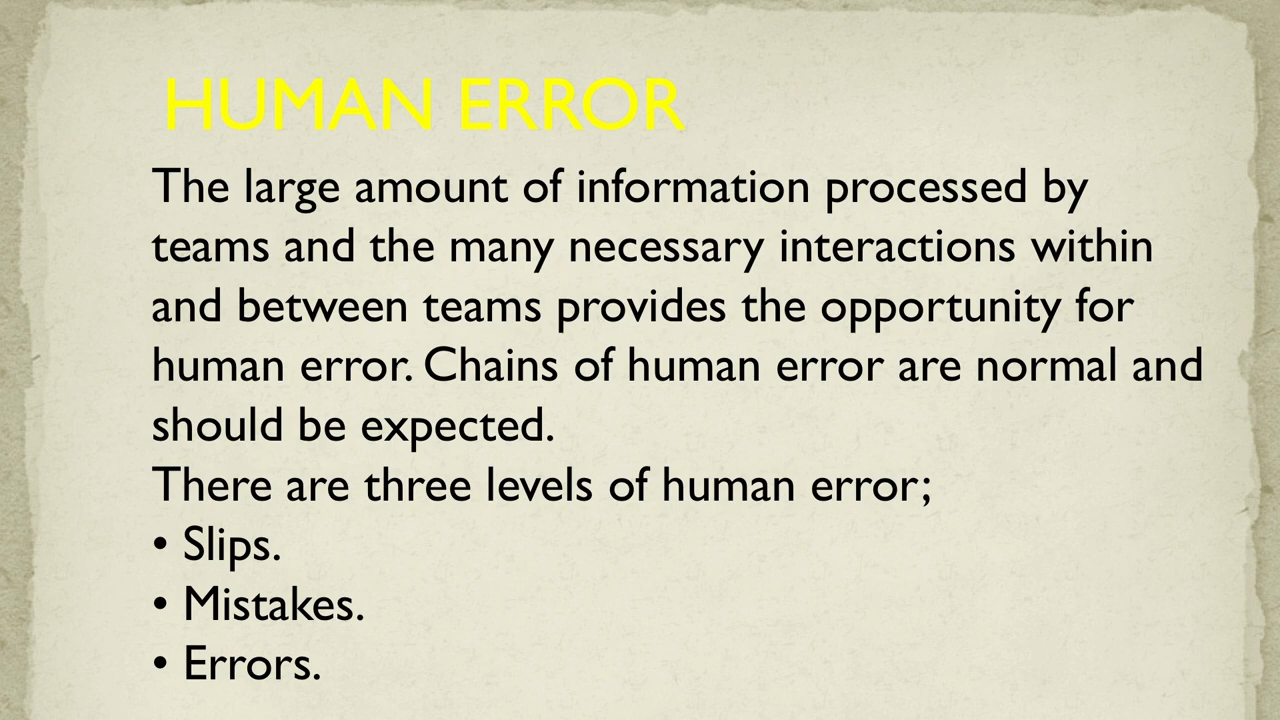 HUMAN ERROR
The large amount of information processed by
teams and the many necessary interactions within
and between teams provides the opportunity for
human error. Chains of human error are normal and
should be expected.
There are three levels of human error;
• Slips.
• Mistakes.
• Errors.